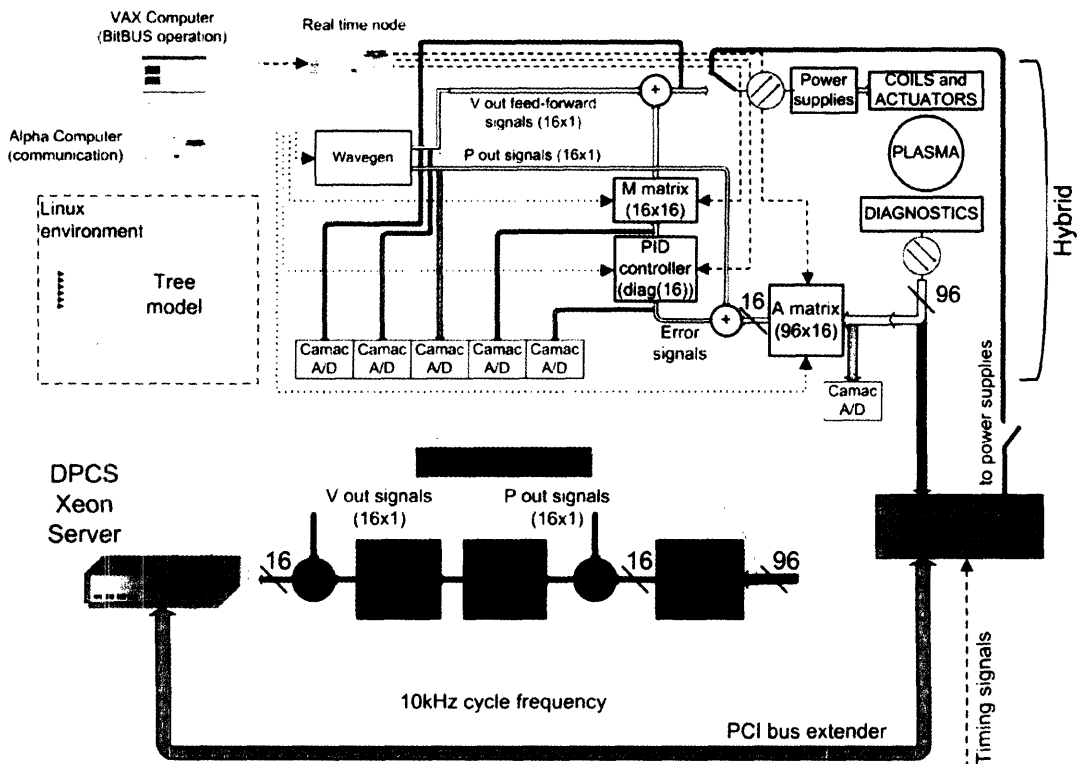 VAX Computer
(BitBUS operation)
Real time node
Alpha Computer
(communication)
V out feed-forward
signals (16x1)
Wavegen
P out signals (16x1)
Power
supplies
COILS and
ACTUATORS
PLASMA
DIAGNOSTICS
Hybrid
Linux
environment
Tree
model
M matrix
(16x16)
PID
controller
(diag(16))
+
+
16
A matrix
(96x16)
96
Error
signals
Camac
A/D
Camac
A/D
Camac
A/D
Camac
A/D
Camac
A/D
Camac
A/D
to power supplies
DPCS
Xeon
Server
V out signals
(16x1)
P out signals
(16x1)
16
16
96
10kHz cycle frequency
PCI bus extender
Timing signals